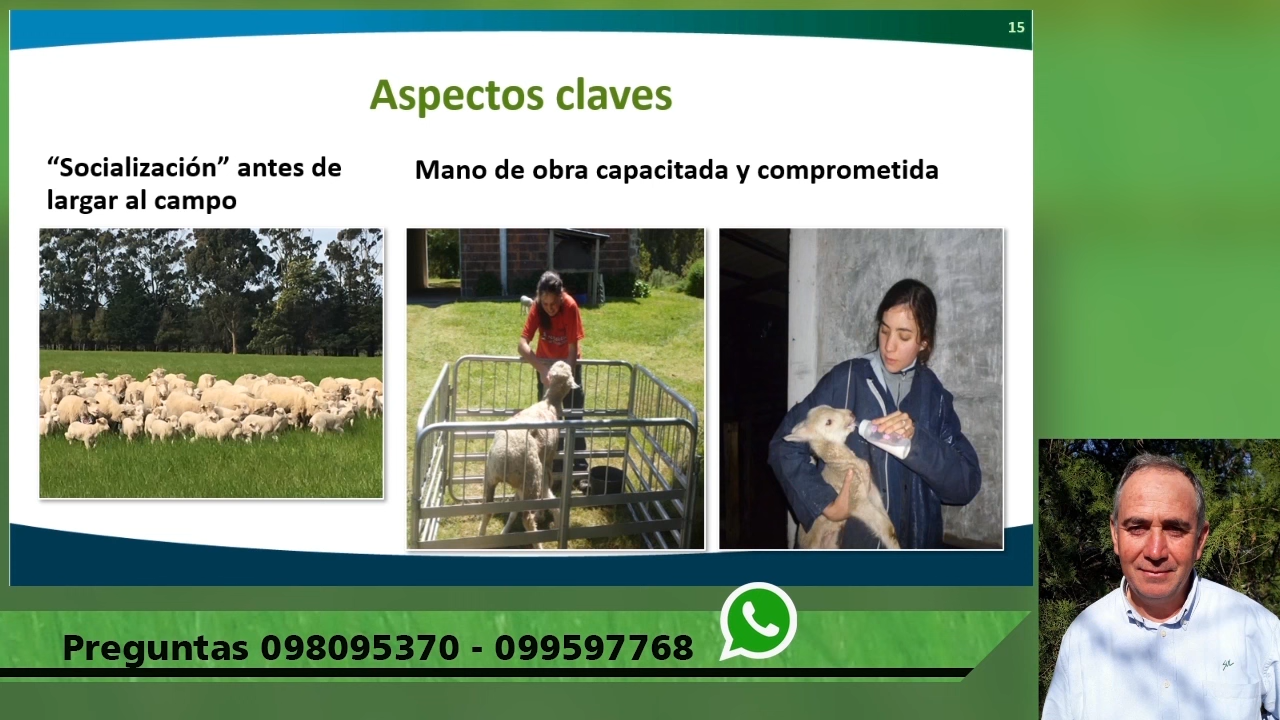 15
Aspectos claves
“Socialización” antes de
largar al campo
Mano de obra capacitada y comprometida
Preguntas 098095370 - 099597768